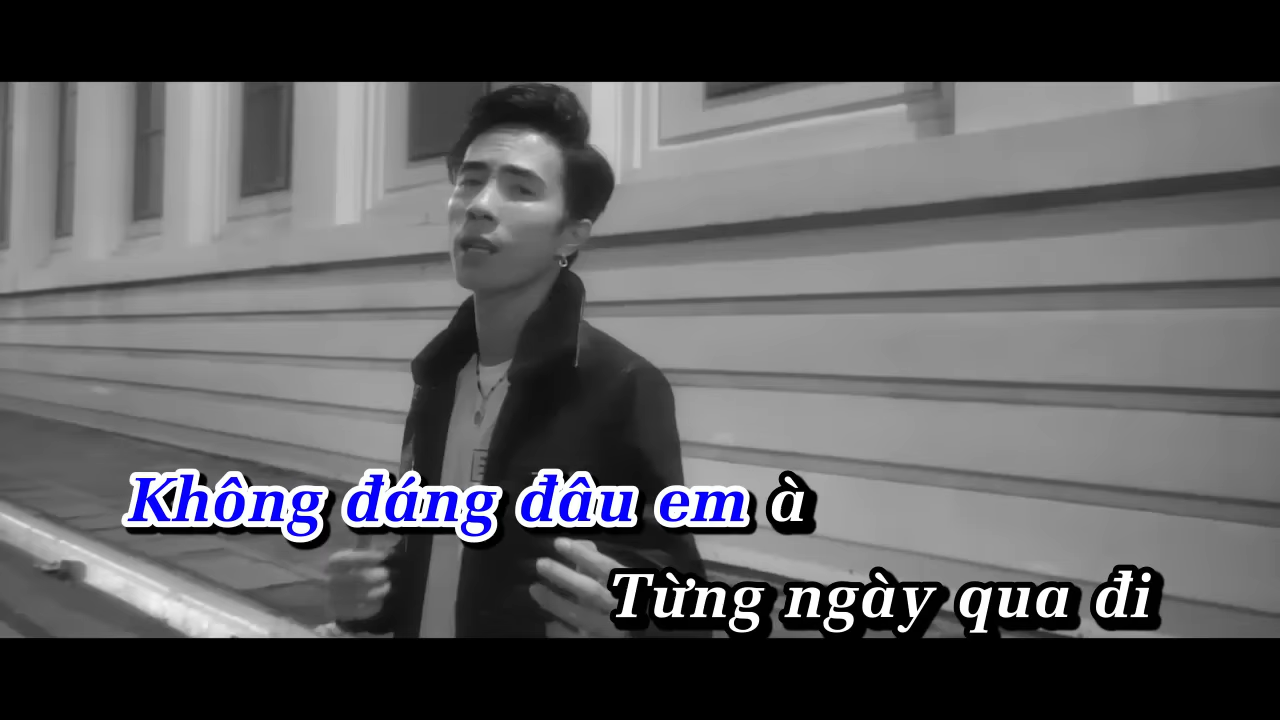 Không đáng đâu em à
Từng ngày qua đi